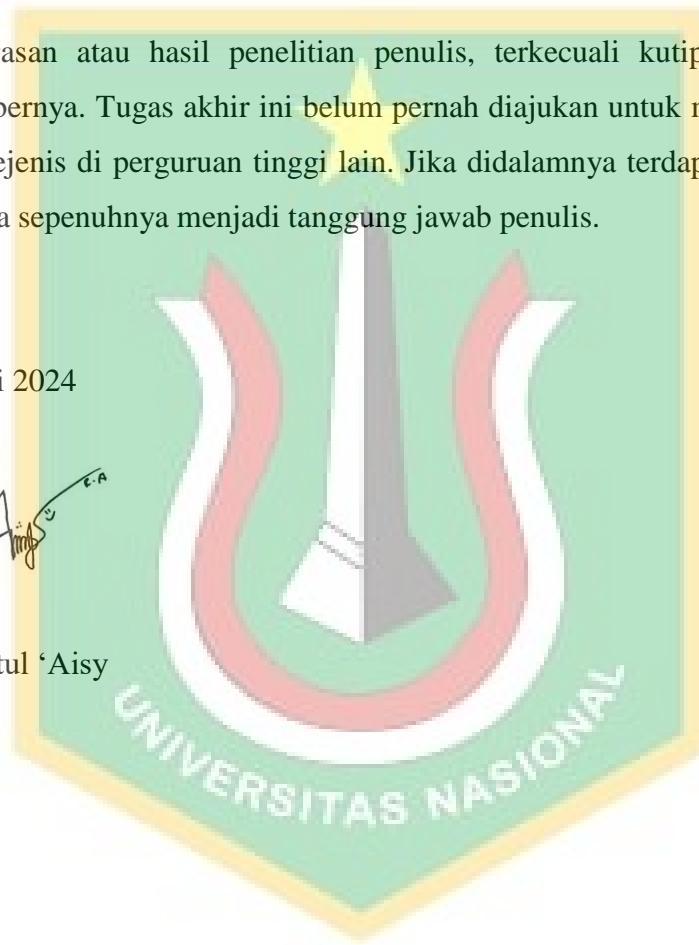 asan atau hasil penelitian penulis, terkecuali kutip
bernya. Tugas akhir ini belum pernah diajukan untuk
ejenis di perguruan tinggi lain. Jika didalamnya terdap
a sepenuhnya menjadi tanggung jawab penulis.
i 2024
tul ‘Aisy
UNIVERSITAS NASIONAL